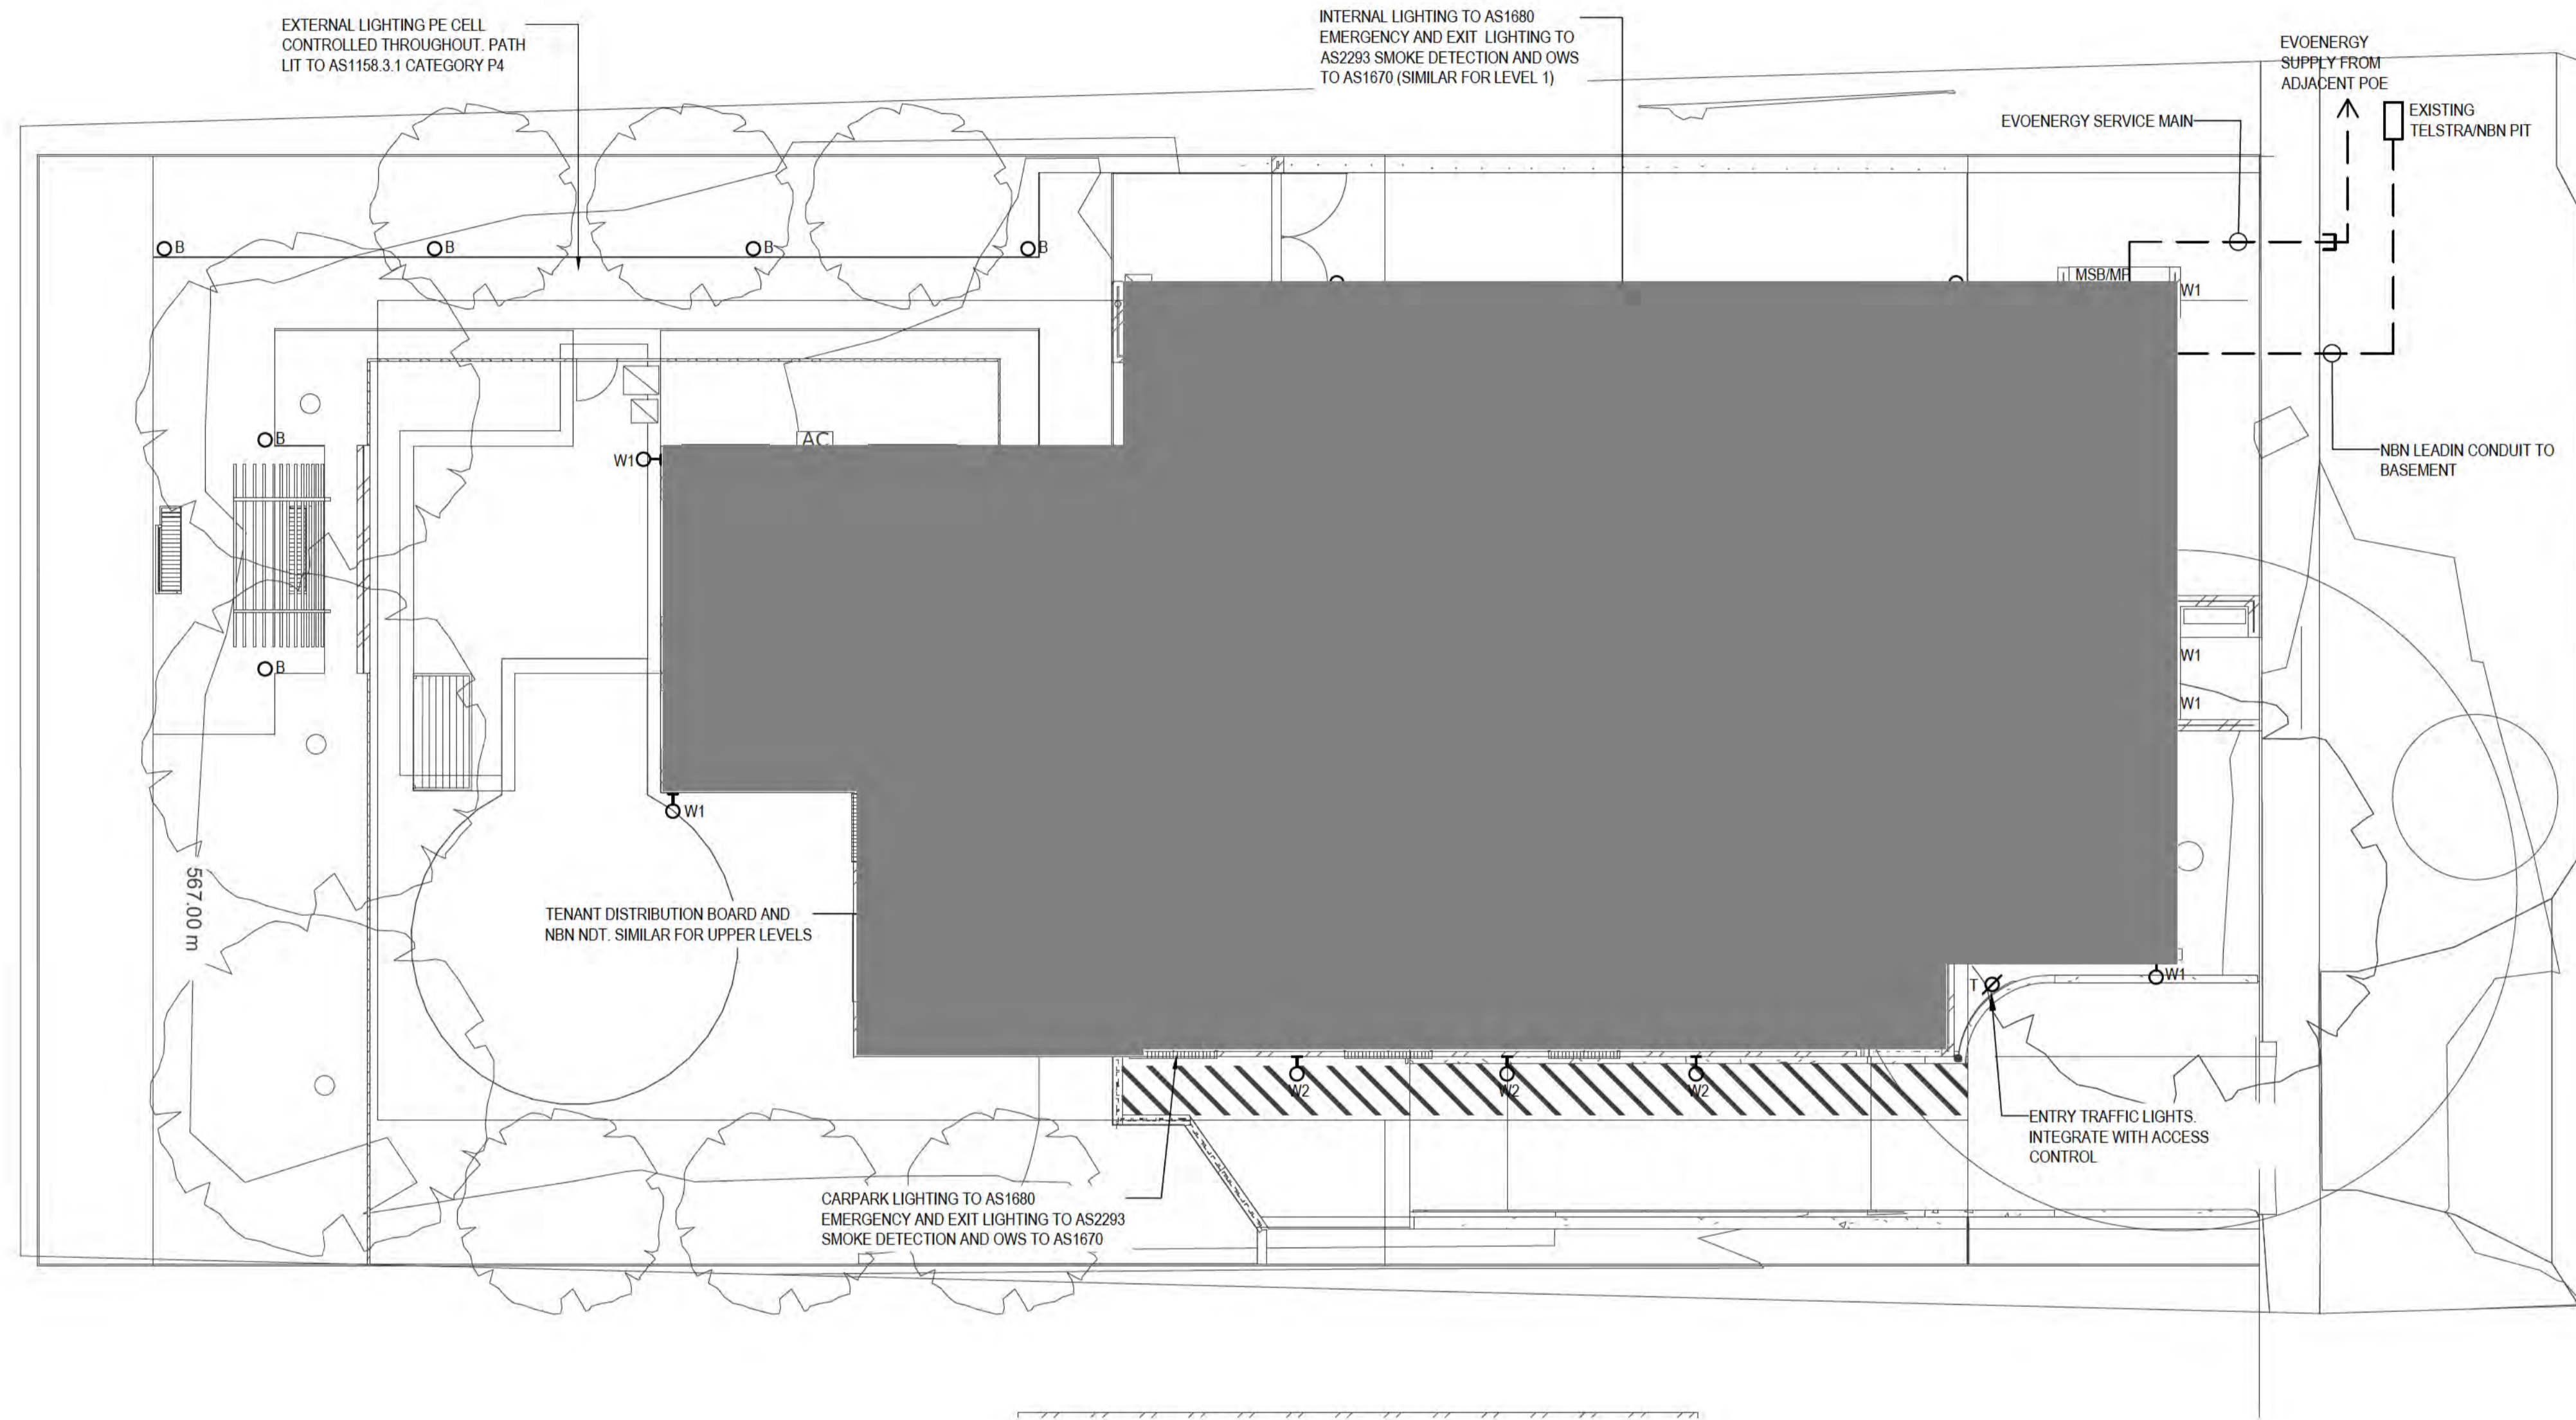 EXTERNAL LIGHTING PE CELL
CONTROLLED THROUGHOUT. PATH
LIT TO AS1158.3.1 CATEGORY P4
INTERNAL LIGHTING TO AS1680
EMERGENCY AND EXIT LIGHTING TO
AS2293 SMOKE DETECTION AND OWS
TO AS1670 (SIMILAR FOR LEVEL 1)
EVOENERGY
SUPPLY FROM
ADJACENT POE
EXISTING
TELSTRA/NBN PIT
EVOENERGY SERVICE MAIN
B
B
B
B
MSB/MF
W1
B
AC
W1
NBN LEADIN CONDUIT TO
BASEMENT
B
W1
W1
W1
567.00 m
TENANT DISTRIBUTION BOARD AND
NBN NDT. SIMILAR FOR UPPER LEVELS
T
W1
W2
W2
W2
ENTRY TRAFFIC LIGHTS.
INTEGRATE WITH ACCESS
CONTROL
CARPARK LIGHTING TO AS1680
EMERGENCY AND EXIT LIGHTING TO AS2293
SMOKE DETECTION AND OWS TO AS1670